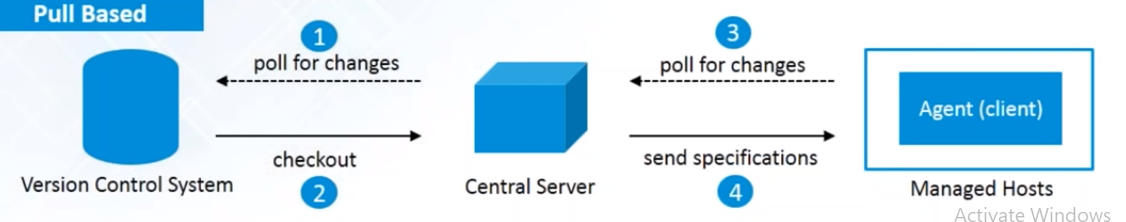 Pull Based
1
poll for changes
3
poll for changes
Agent (client)
checkout
send specifications
Version Control System
2
Central Server
4
Managed Hosts
Activate Windows